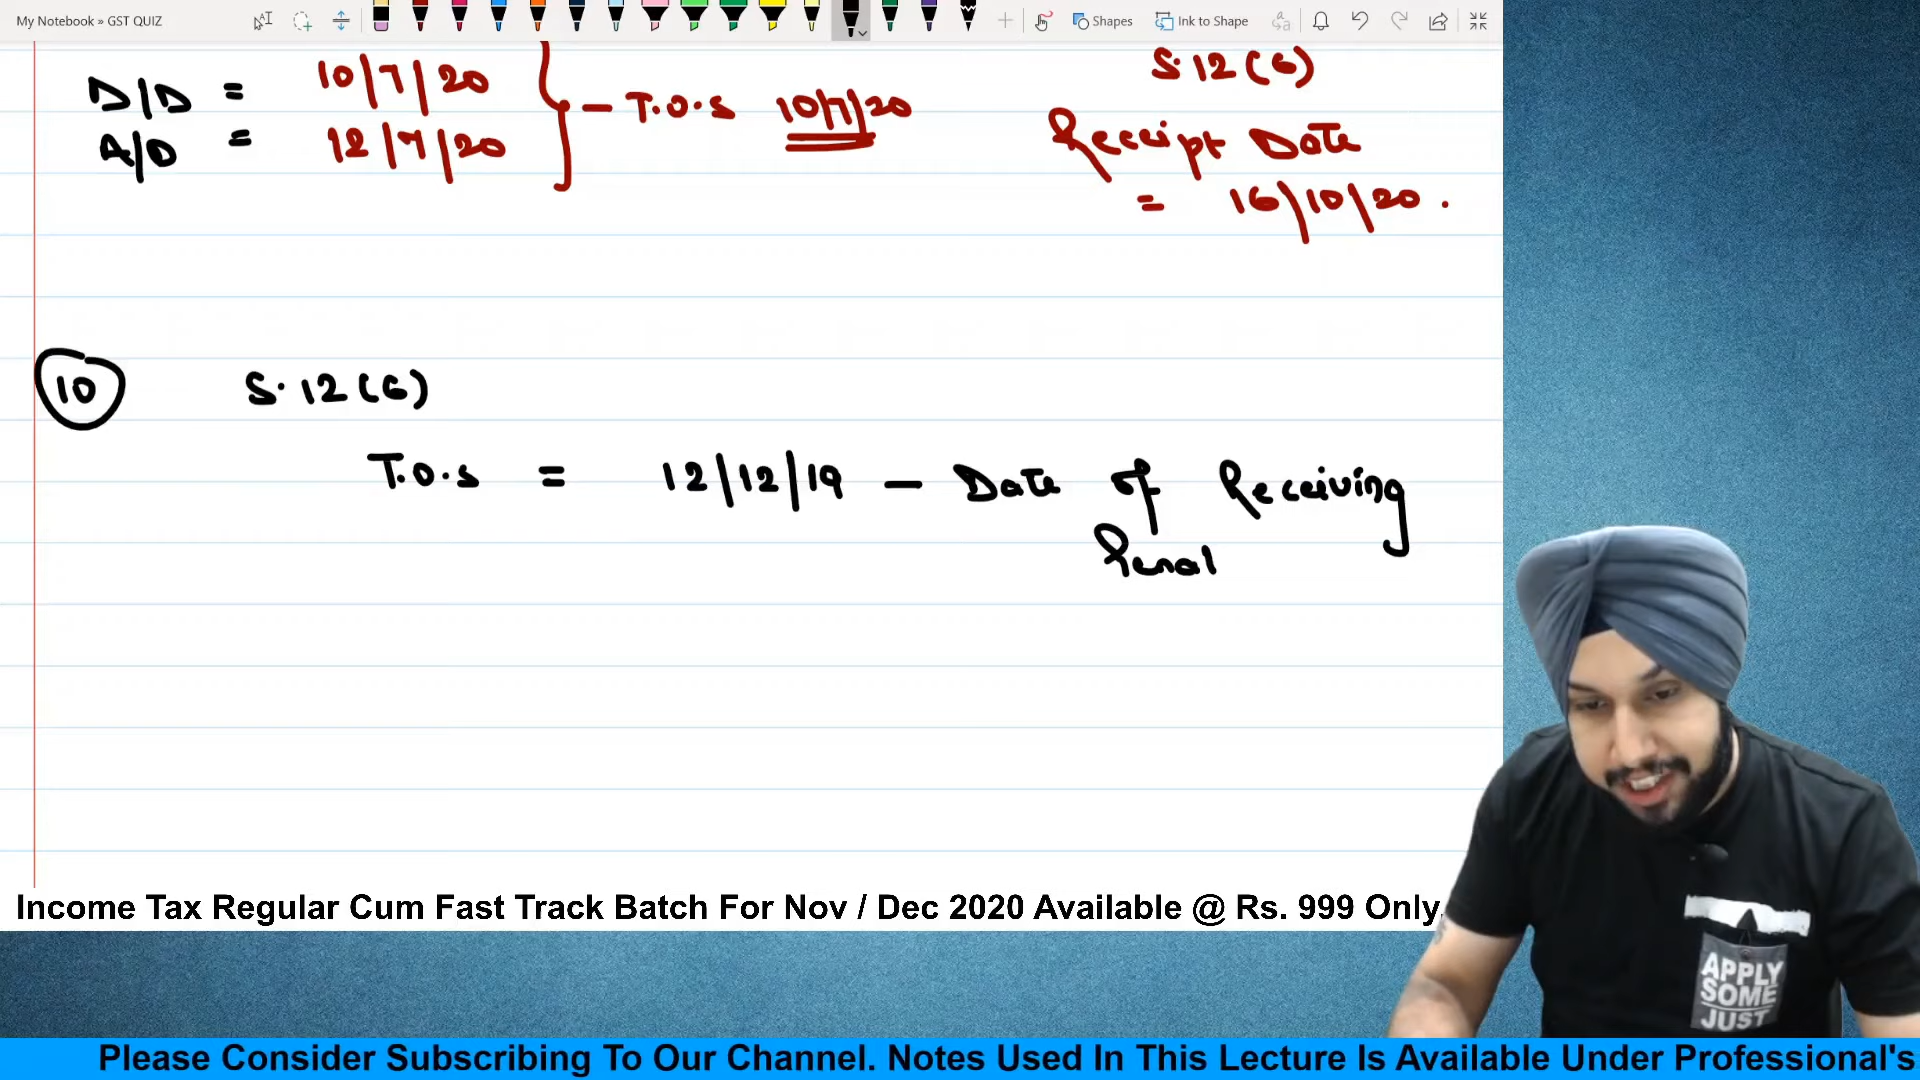 My Notebook » GST QUIZ
Shapes
Ink to Shape
D/D = 10/7/20
A/D = 12/7/20
- T.O.S 10/7/20
S.12(6)
Receipt Date
= 16/10/20.
10
S.12(6)
T.O.S = 12/12/19 - Date of Receiving
Penal
Income Tax Regular Cum Fast Track Batch For Nov / Dec 2020 Available @ Rs. 999 Only.
APPLY
SOME
JUST
Please Consider Subscribing To Our Channel. Notes Used In This Lecture Is Available Under Professional's